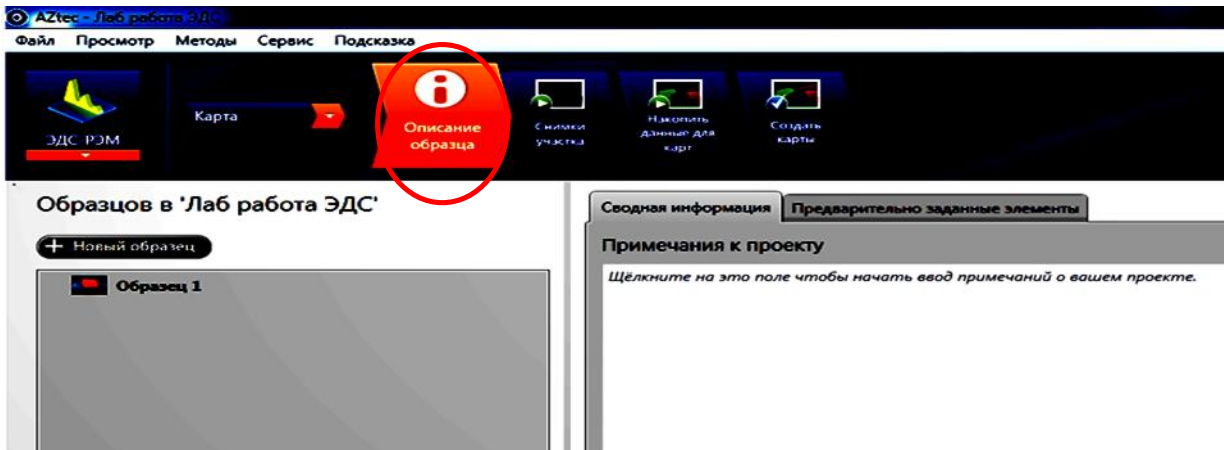 AZtec - Лаб работа ЭДС
Файл Просмотр Методы Сервис Подсказка
ЭДС РЭМ
Карта
Описание
образца
Снимки
участка
Накопить
данные для
карт
Создать
карты
Образцов в 'Лаб работа ЭДС'
+ Новый образец
Образец 1
Сводная информация
Предварительно заданные элементы
Примечания к проекту
Щёлкните на это поле чтобы начать ввод примечаний о вашем проекте.